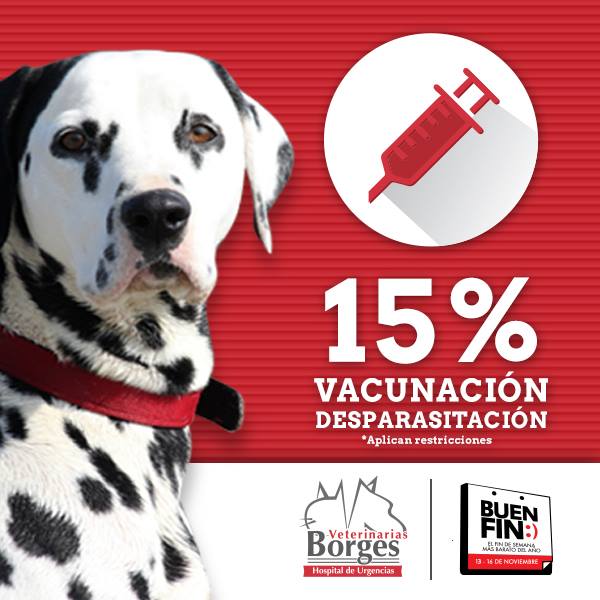 15%
VACUNACIÓN
DESPARASITACIÓN
*Aplican restricciones
Veterinarias
Borges
Hospital de Urgencias
BUEN
FIN:)
EL FIN DE SEMANA
MÁS BARATO DEL AÑO
13 - 16 DE NOVIEMBRE